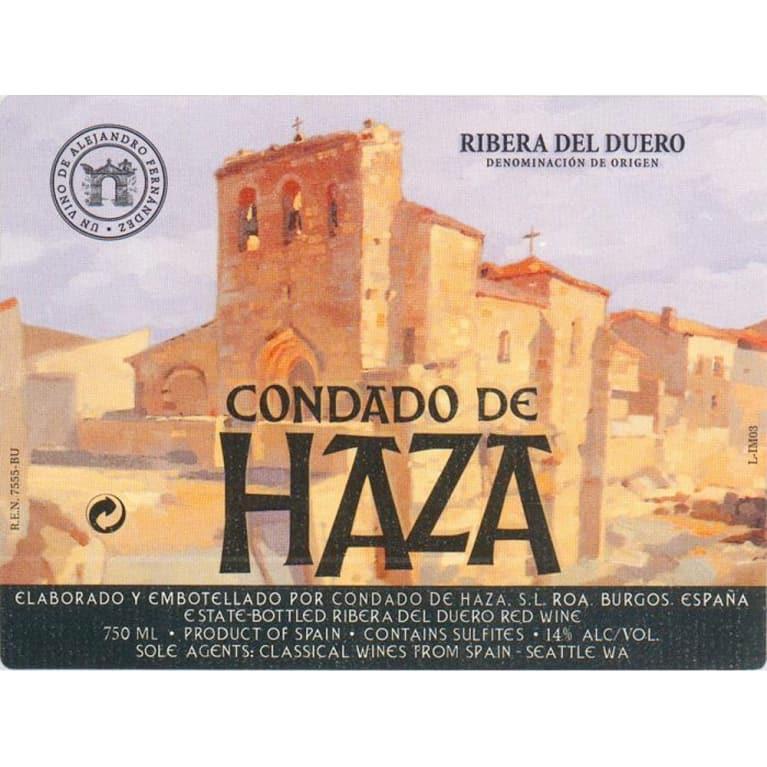 UN VINO DE ALEJANDRO FERNANDEZ •
RIBERA DEL DUERO
DENOMINACIÓN DE ORIGEN
CONDADO DE
HAZA
R.E.N. 7555-BU
L-IM03
ELABORADO Y EMBOTELLADO POR CONDADO DE HAZA, S.L. ROA. BURGOS. ESPAÑA
ESTATE-BOTTLED RIBERA DEL DUERO RED WINE
750 ML • PRODUCT OF SPAIN • CONTAINS SULFITES • 14% ALC/VOL.
SOLE AGENTS: CLASSICAL WINES FROM SPAIN - SEATTLE WA